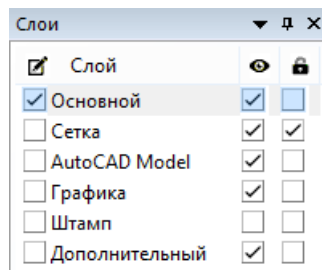 Слои
Слой
Основной
Сетка
AutoCAD Model
Графика
Штамп
Дополнительный